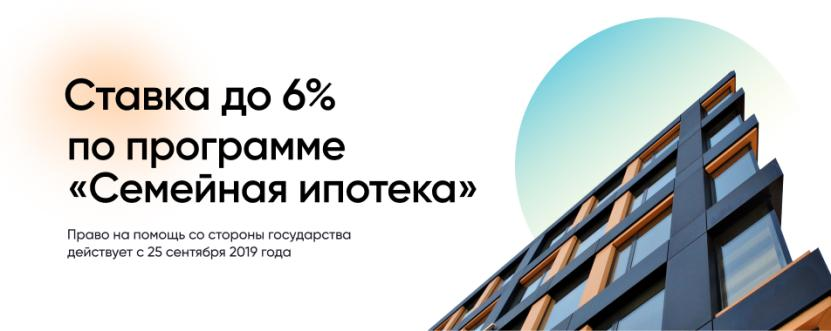 Ставка до 6%
по программе
«Семейная ипотека»
Право на помощь со стороны государства
действует с 25 сентября 2019 года